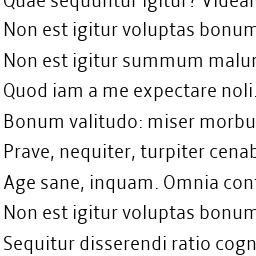 Quae sequuntur igitur? Videar
Non est igitur voluptas bonum
Non est igitur summum malum
Quod iam a me expectare noli.
Bonum valitudo: miser morbu
Prave, nequiter, turpiter cenab
Age sane, inquam. Omnia cont
Non est igitur voluptas bonum
Sequitur disserendi ratio cogn